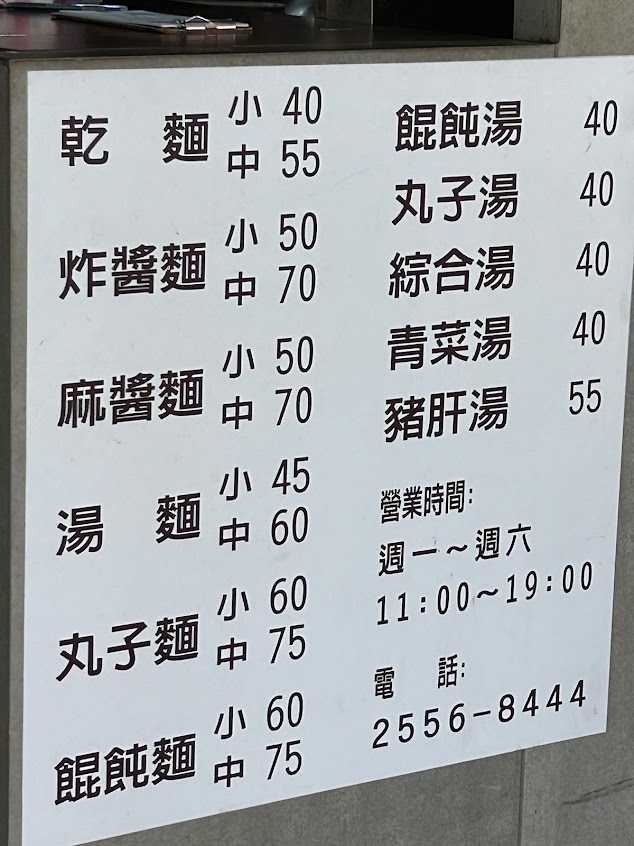 乾麵 小 40
中 55
炸醬麵 小 50
中 70
麻醬麵 小 50
中 70
湯麵 小 45
中 60
丸子麵 小 60
中 75
餛飩麵 小 60
中 75
餛飩湯 40
丸子湯 40
綜合湯 40
青菜湯 40
豬肝湯 55
營業時間:
週一～週六
11:00～19:00
電話:
2556-8444